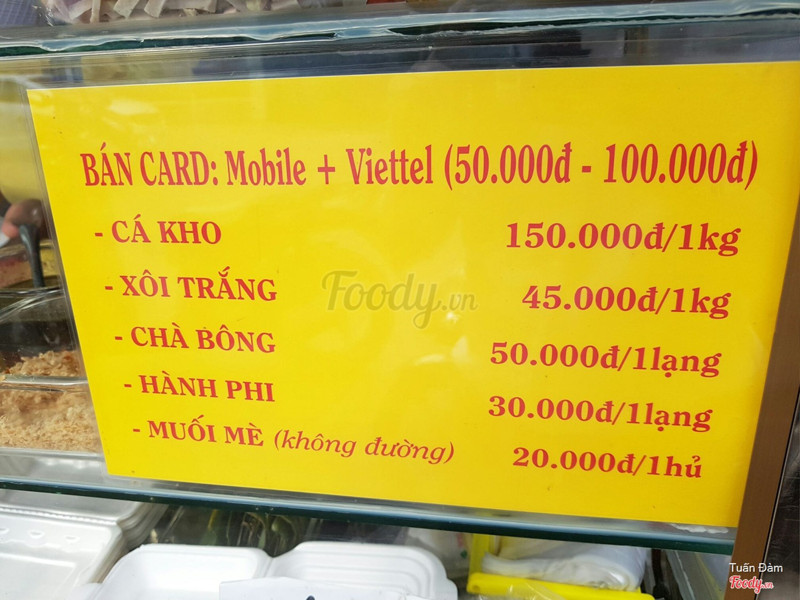 BÁN CARD: Mobile + Viettel (50.000đ - 100.000đ)
- CÁ KHO 150.000đ/1kg
- XÔI TRẮNG 45.000đ/1kg
- CHÀ BÔNG 50.000đ/1lạng
- HÀNH PHI 30.000đ/1lạng
- MUỐI MÈ (không đường) 20.000đ/1hủ
Foody.vn
Tuấn Đàm
Foody.vn